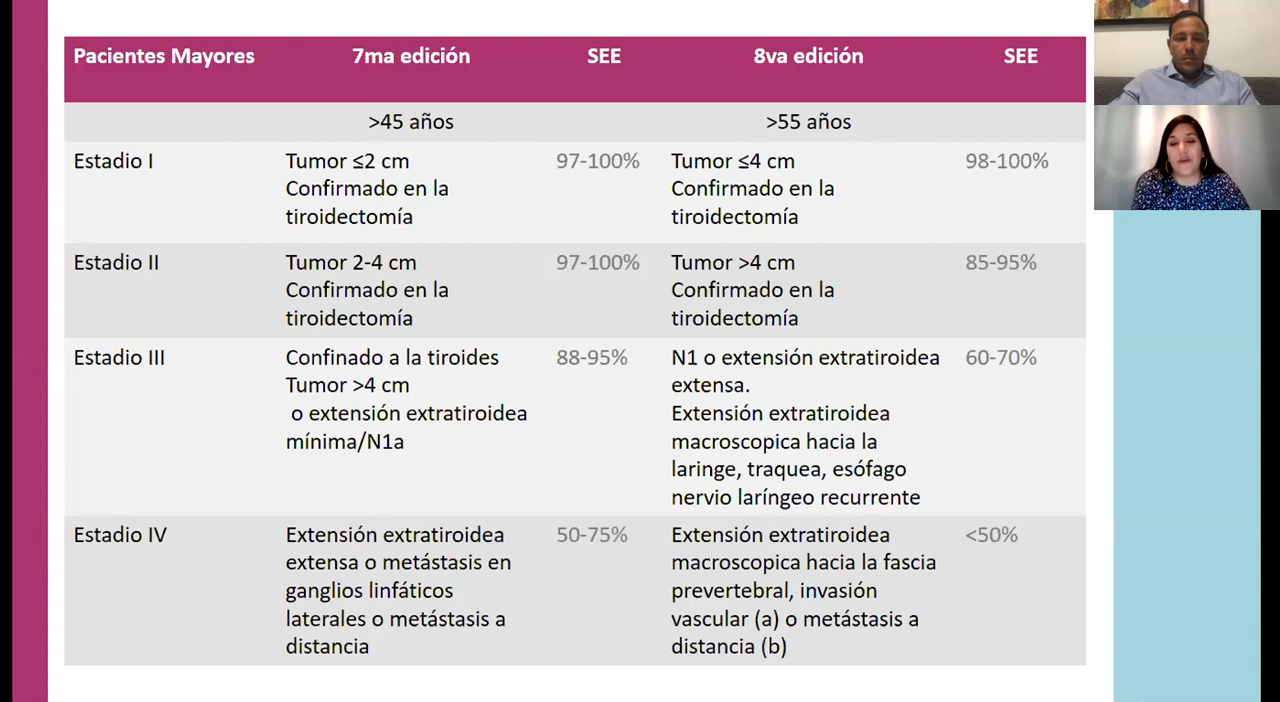 Pacientes Mayores 7ma edición SEE 8va edición SEE
>45 años >55 años
Estadio I Tumor ≤2 cm 97-100% Tumor ≤4 cm 98-100%
Confirmado en la Confirmado en la
tiroidectomía tiroidectomía
Estadio II Tumor 2-4 cm 97-100% Tumor >4 cm 85-95%
Confirmado en la Confirmado en la
tiroidectomía tiroidectomía
Estadio III Confinado a la tiroides 88-95% N1 o extensión extratiroidea 60-70%
Tumor >4 cm extensa.
o extensión extratiroidea Extensión extratiroidea
mínima/N1a macroscopica hacia la
laringe, traquea, esófago
nervio laríngeo recurrente
Estadio IV Extensión extratiroidea 50-75% Extensión extratiroidea <50%
extensa o metástasis en macroscopica hacia la fascia
ganglios linfáticos prevertebral, invasión
laterales o metástasis a vascular (a) o metástasis a
distancia distancia (b)